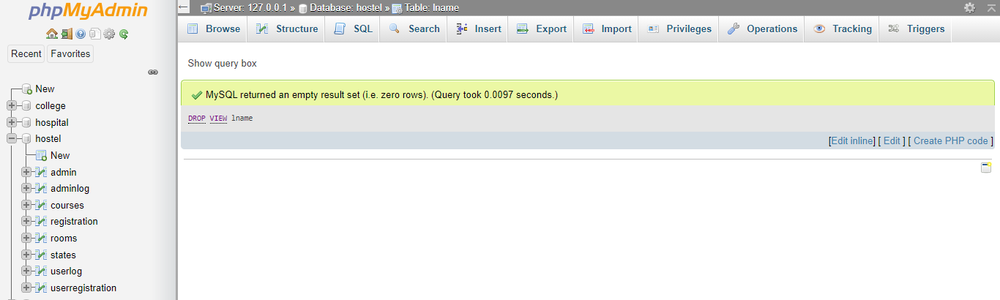 phpMyAdmin
Recent Favorites
New
college
hospital
hostel
New
admin
adminlog
courses
registration
rooms
states
userlog
userregistration
Server: 127.0.0.1 » Database: hostel » Table: lname
Browse Structure SQL Search Insert Export Import Privileges Operations Tracking Triggers
Show query box
MySQL returned an empty result set (i.e. zero rows). (Query took 0.0097 seconds.)
DROP VIEW lname
[Edit inline] [ Edit ] [ Create PHP code ]